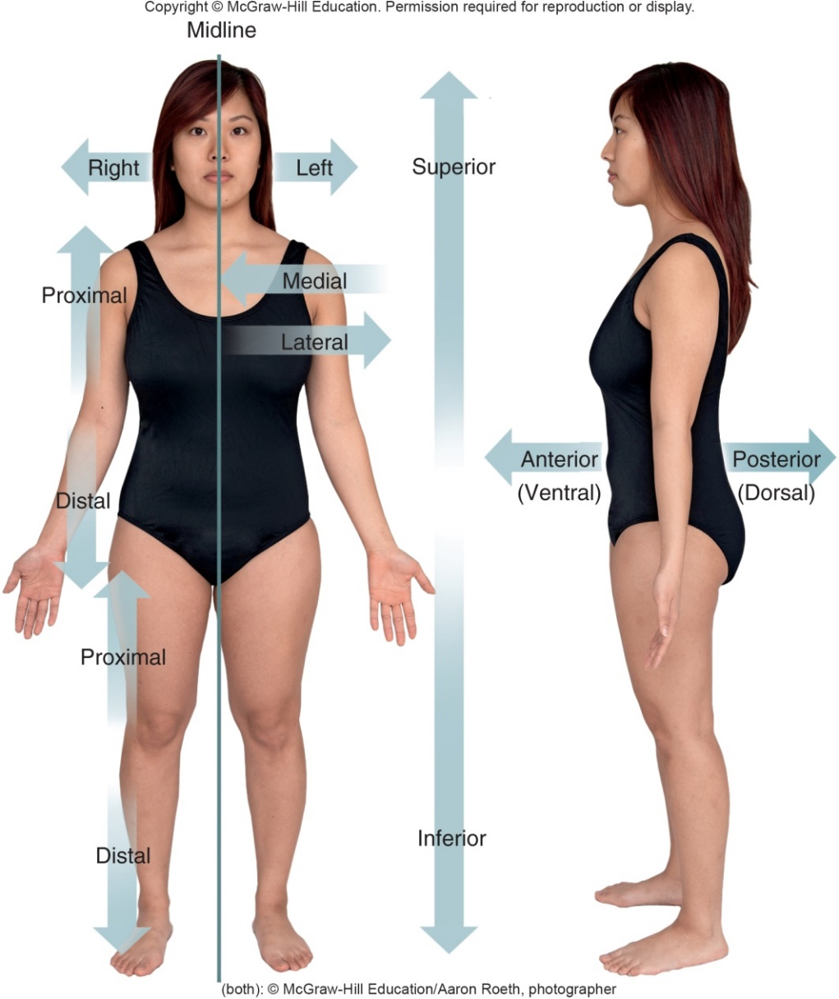 Copyright © McGraw-Hill Education. Permission required for reproduction or display.
Midline
Right
Left
Superior
Proximal
Medial
Lateral
Anterior
(Ventral)
Posterior
(Dorsal)
Distal
Proximal
Inferior
Distal
(both): © McGraw-Hill Education/Aaron Roeth, photographer